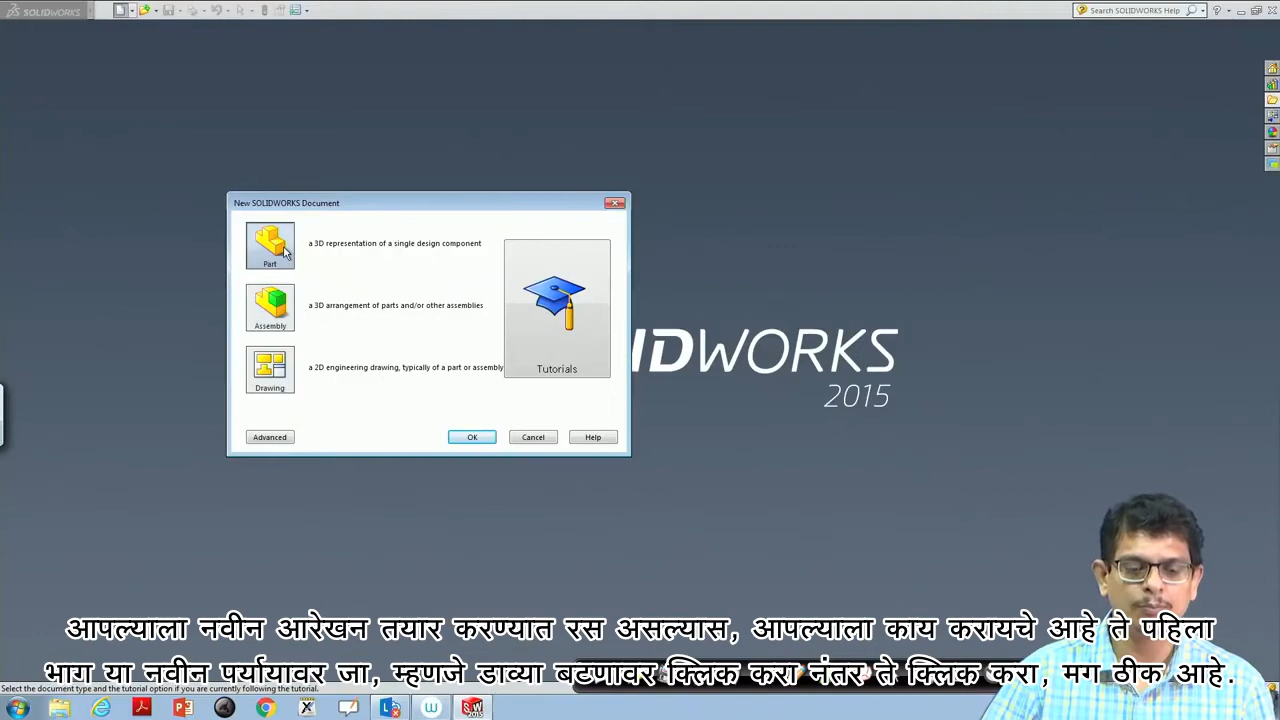 SOLIDWORKS
Search SOLIDWORKS Help
New SOLIDWORKS Document
Part
a 3D representation of a single design component
Assembly
a 3D arrangement of parts and/or other assemblies
Drawing
a 2D engineering drawing, typically of a part or assembly
Tutorials
Advanced
OK
Cancel
Help
IDWORKS
2015
आपल्याला नवीन आरेखन तयार करण्यात रस असल्यास, आपल्याला काय करायचे आहे ते पहिला
भाग या नवीन पर्यायावर जा, म्हणजे डाव्या बटणावर क्लिक करा नंतर ते क्लिक करा, मग ठीक आहे.
Select the document type and the tutorial option if you are currently following the tutorial.